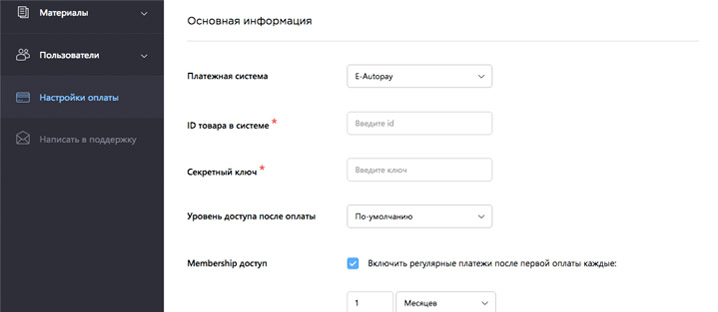 Материалы
Пользователи
Настройки оплаты
Написать в поддержку
Основная информация
Платежная система
E-Autopay
ID товара в системе *
Введите id
Секретный ключ *
Введите ключ
Уровень доступа после оплаты
По-умолчанию
Membership доступ
Включить регулярные платежи после первой оплаты каждые:
1 Месяцев